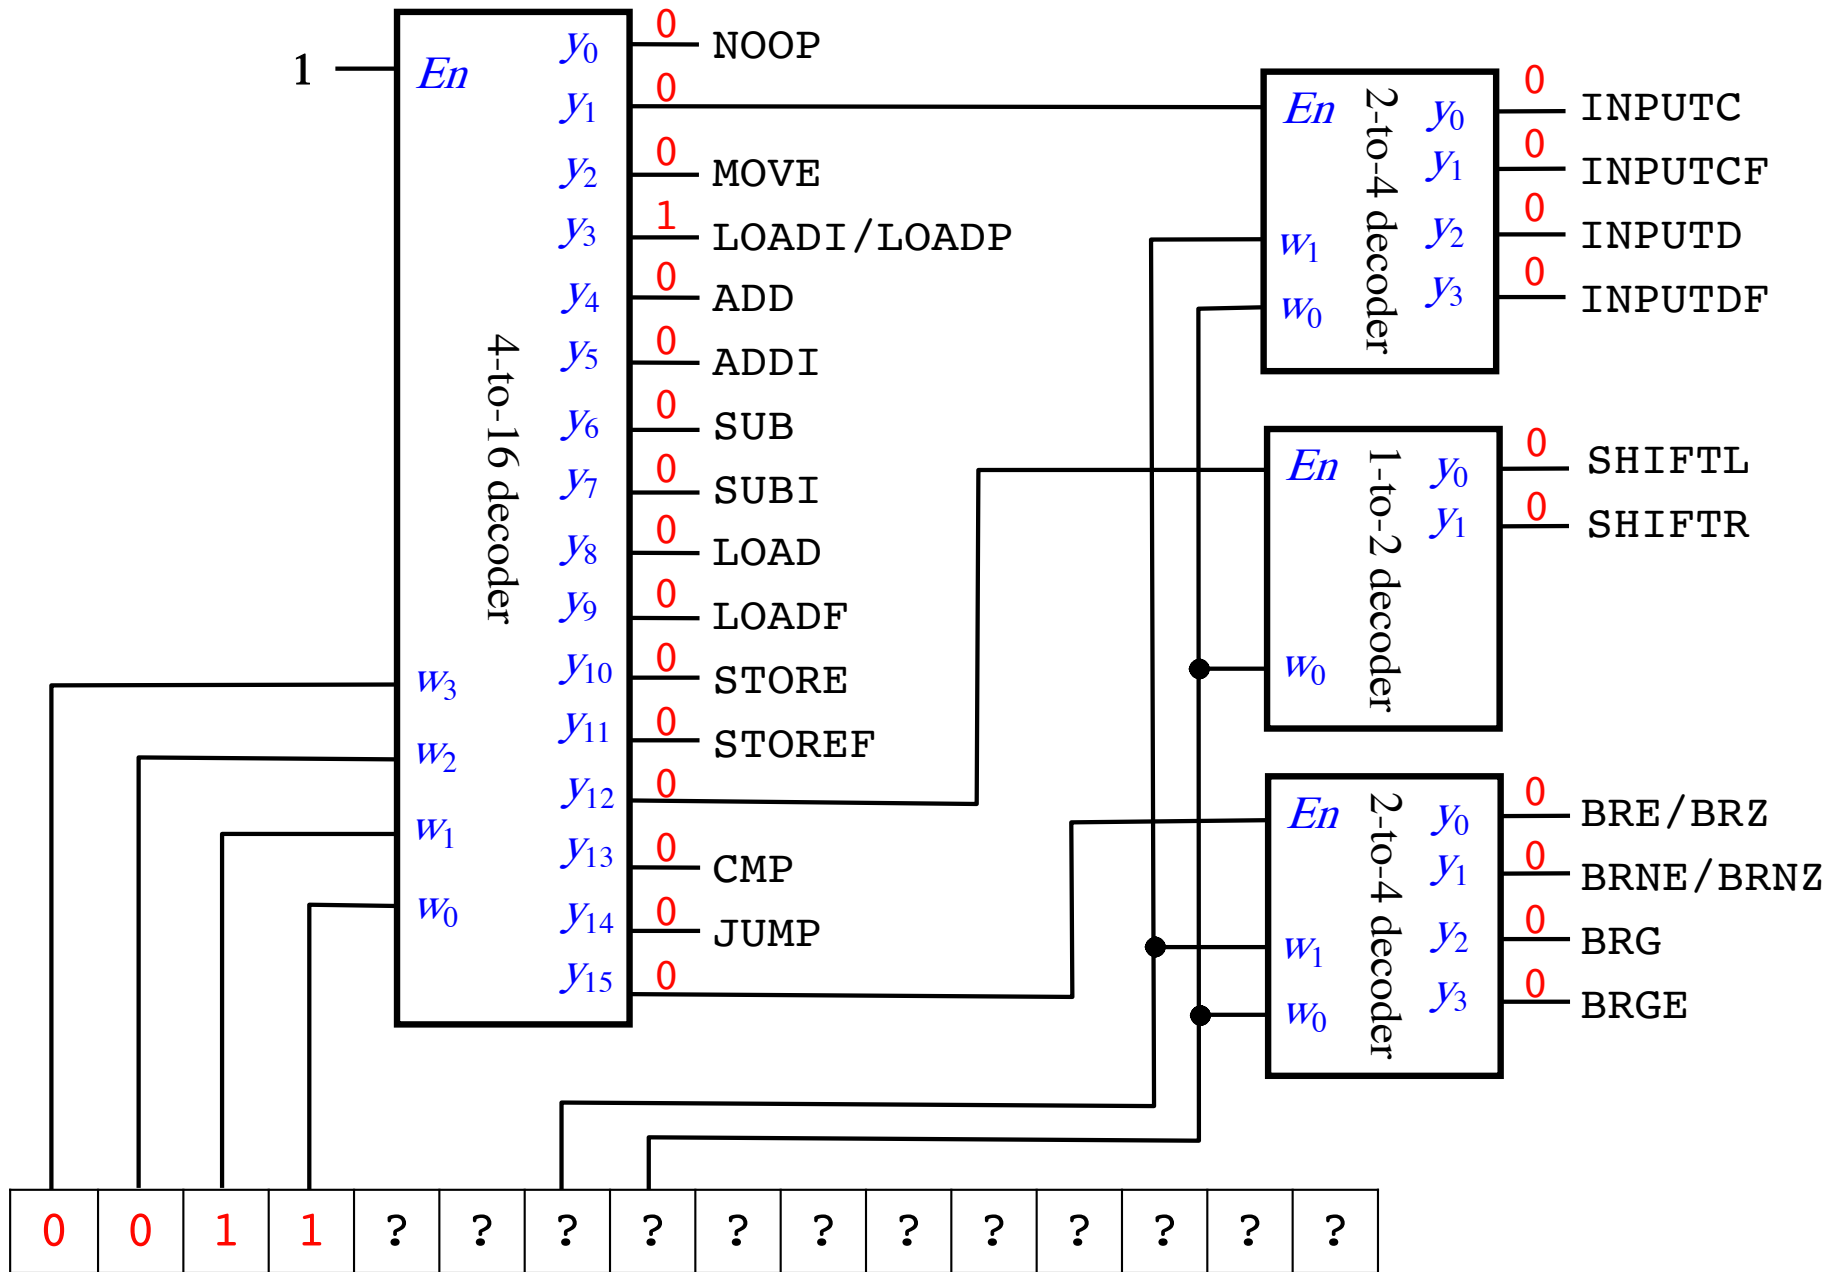 1
En
4-to-16 decoder
w3
w2
w1
w0
y0 0 NOOP
y1 0
y2 0 MOVE
y3 1 LOADI/LOADP
y4 0 ADD
y5 0 ADDI
y6 0 SUB
y7 0 SUBI
y8 0 LOAD
y9 0 LOADF
y10 0 STORE
y11 0 STOREF
y12 0
y13 0 CMP
y14 0 JUMP
y15 0
En
w1
w0
2-to-4 decoder
y0 0 INPUTC
y1 0 INPUTCF
y2 0 INPUTD
y3 0 INPUTDF
En
w0
1-to-2 decoder
y0 0 SHIFTL
y1 0 SHIFTR
En
w1
w0
2-to-4 decoder
y0 0 BRE/BRZ
y1 0 BRNE/BRNZ
y2 0 BRG
y3 0 BRGE
0 0 1 1 ? ? ? ? ? ? ? ? ? ? ? ?